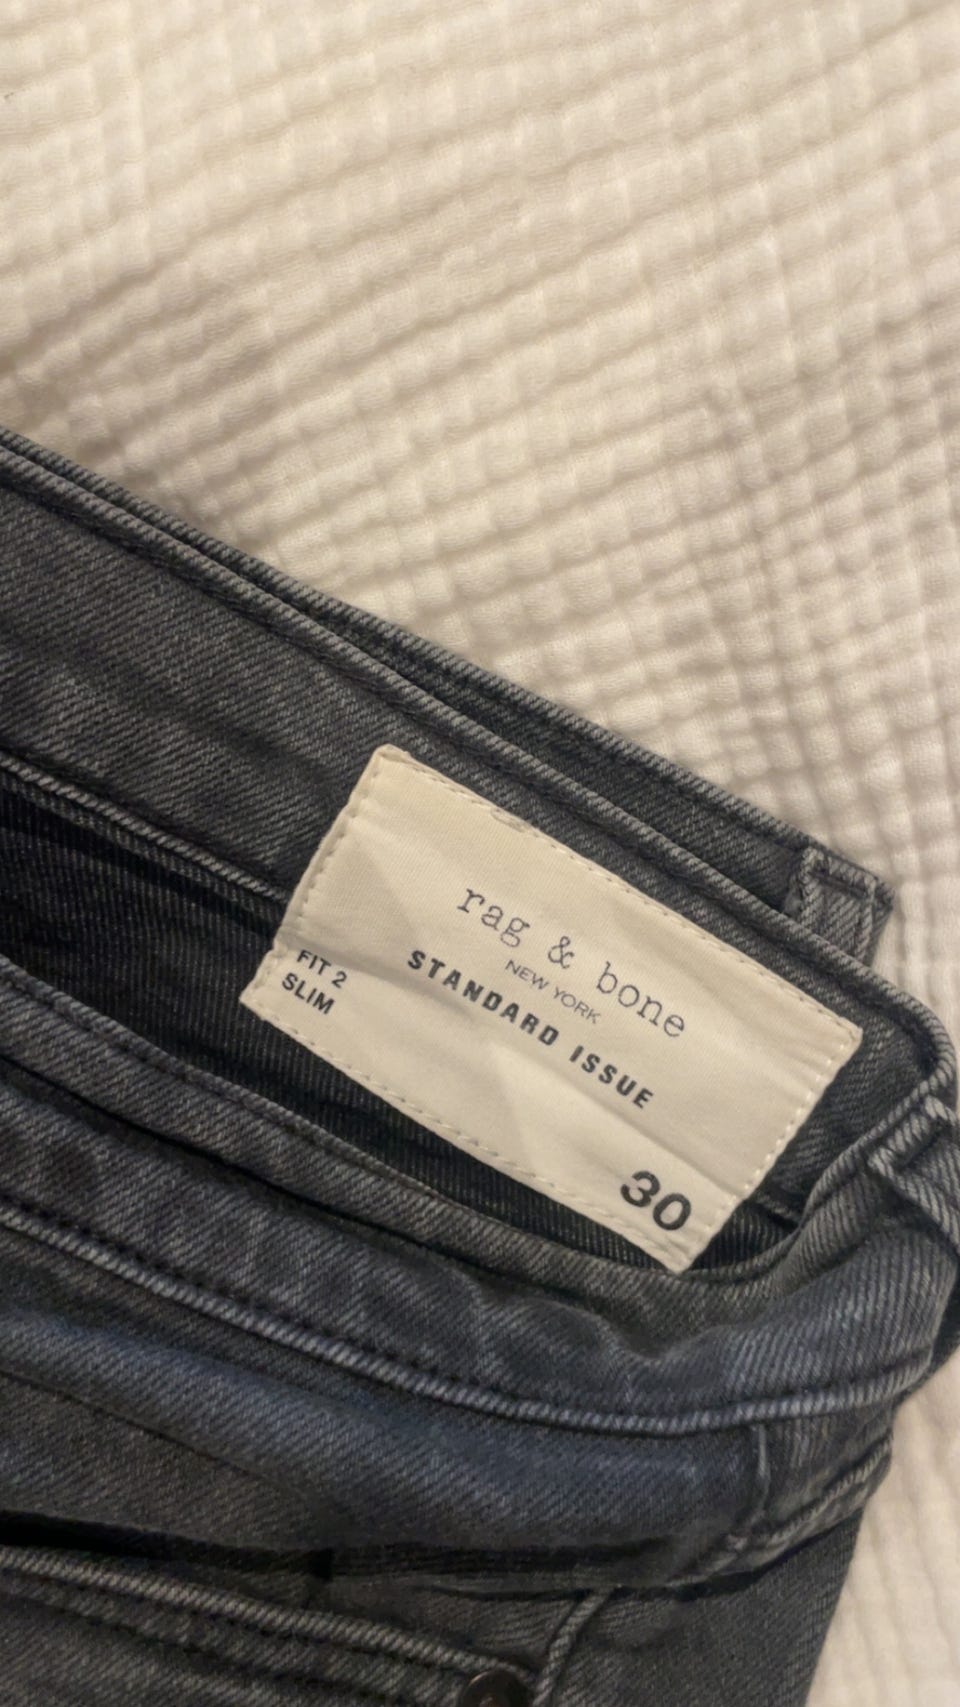 rag & bone
NEW YORK
STANDARD ISSUE
FIT 2
SLIM
30